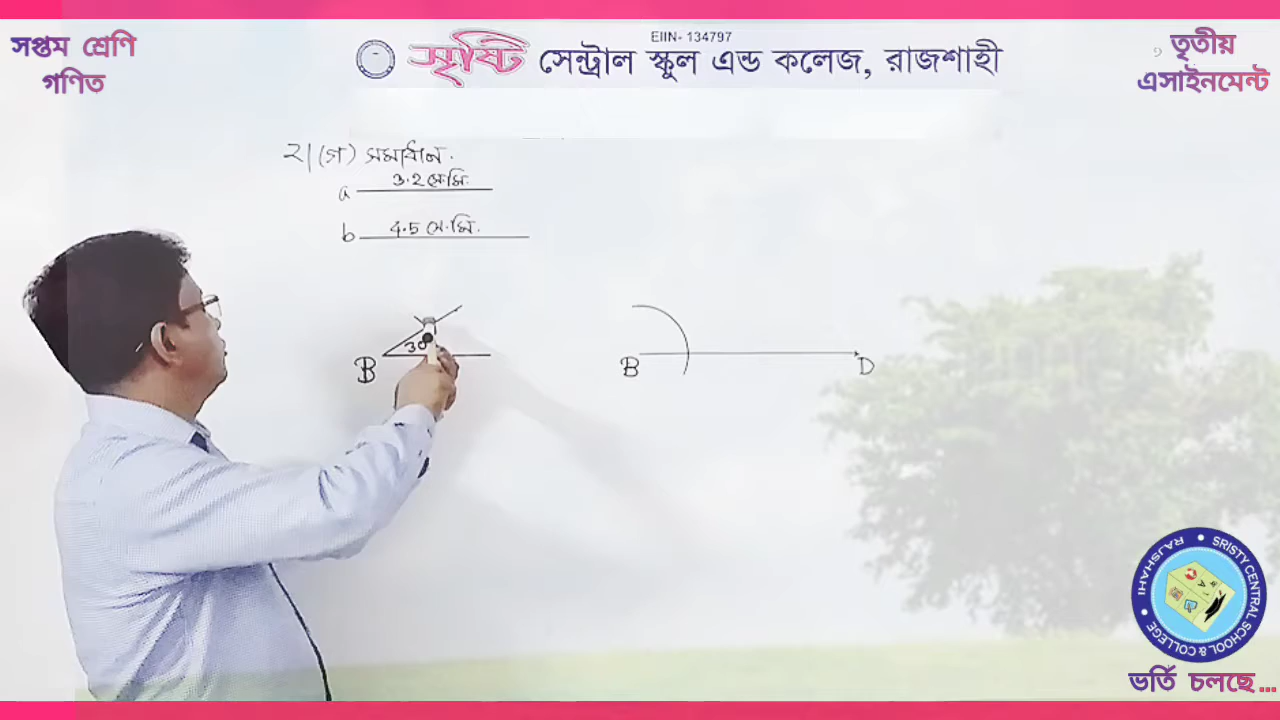 সপ্তম শ্রেণি
গণিত
EIIN- 134797
সৃষ্টি সেন্ট্রাল স্কুল এন্ড কলেজ, রাজশাহী
তৃতীয়
এসাইনমেন্ট
২।(গ) সমাধান.
a 3.2 সে.মি.
b 4.5 সে.মি.
B
B D
SRISTY CENTRAL SCHOOL & COLLEGE RAJSHAHI
ভর্তি চলছে...